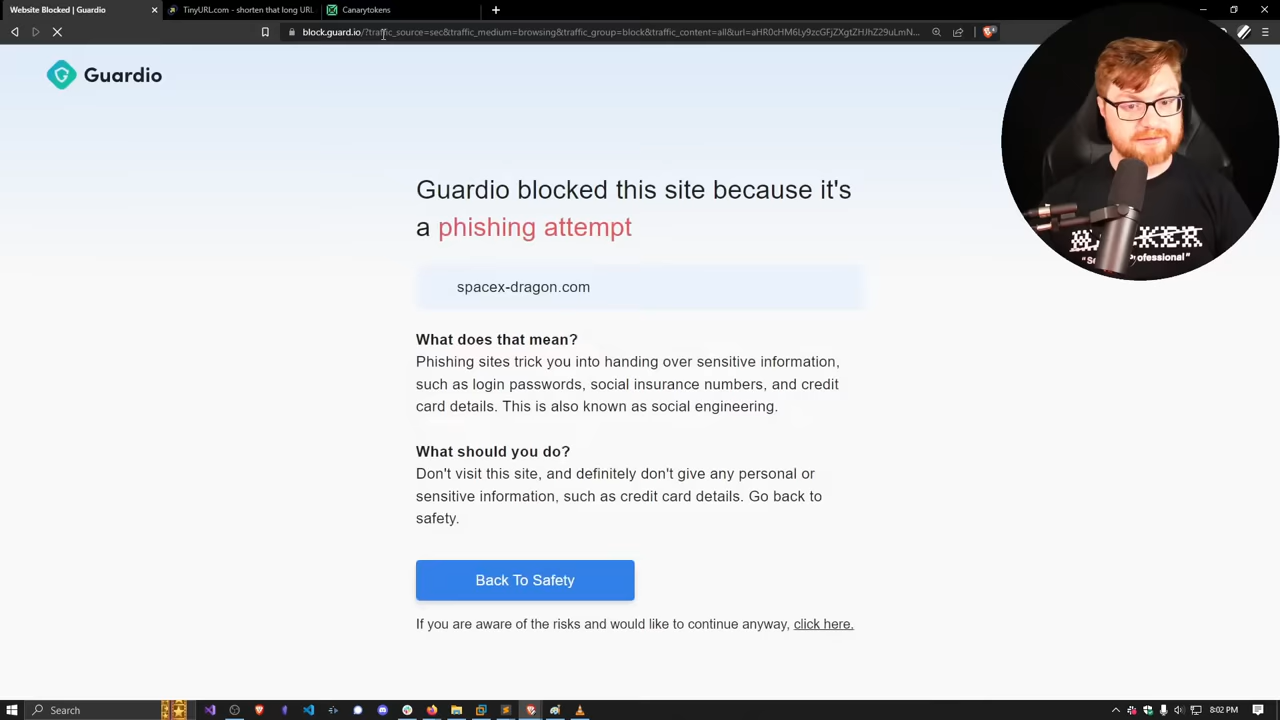 Website Blocked | Guardio
TinyURL.com - shorten that long URL
Canarytokens
block.guard.io/?traffic_source=sec&traffic_medium=browsing&traffic_group=block&traffic_content=all&url=aHR0cHM6Ly9zcGFjZXgtZHJhZ29uLmN...
Guardio
Guardio blocked this site because it's
a phishing attempt
spacex-dragon.com
What does that mean?
Phishing sites trick you into handing over sensitive information,
such as login passwords, social insurance numbers, and credit
card details. This is also known as social engineering.
What should you do?
Don't visit this site, and definitely don't give any personal or
sensitive information, such as credit card details. Go back to
safety.
Back To Safety
If you are aware of the risks and would like to continue anyway, click here.
Search
8:02 PM